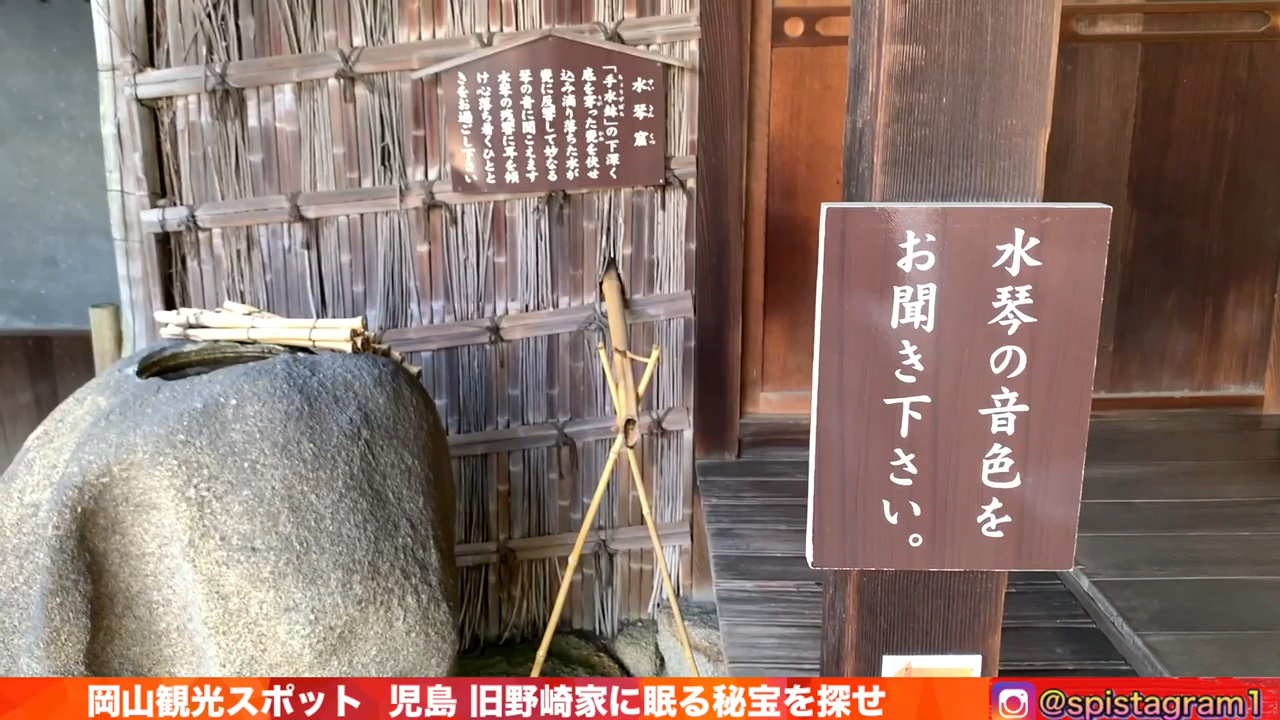 水琴窟
「手水鉢」の下深く
底を穿った甕を伏せ
込み滴り落ちた水が
甕に反響して妙なる
琴の音に聞こえます
水琴の残響に耳を傾
け心落ち着くひとと
きをお過ごし下さい
水琴の音色を
お聞き下さい。
岡山観光スポット 児島 旧野崎家に眠る秘宝を探せ
@spistagram1